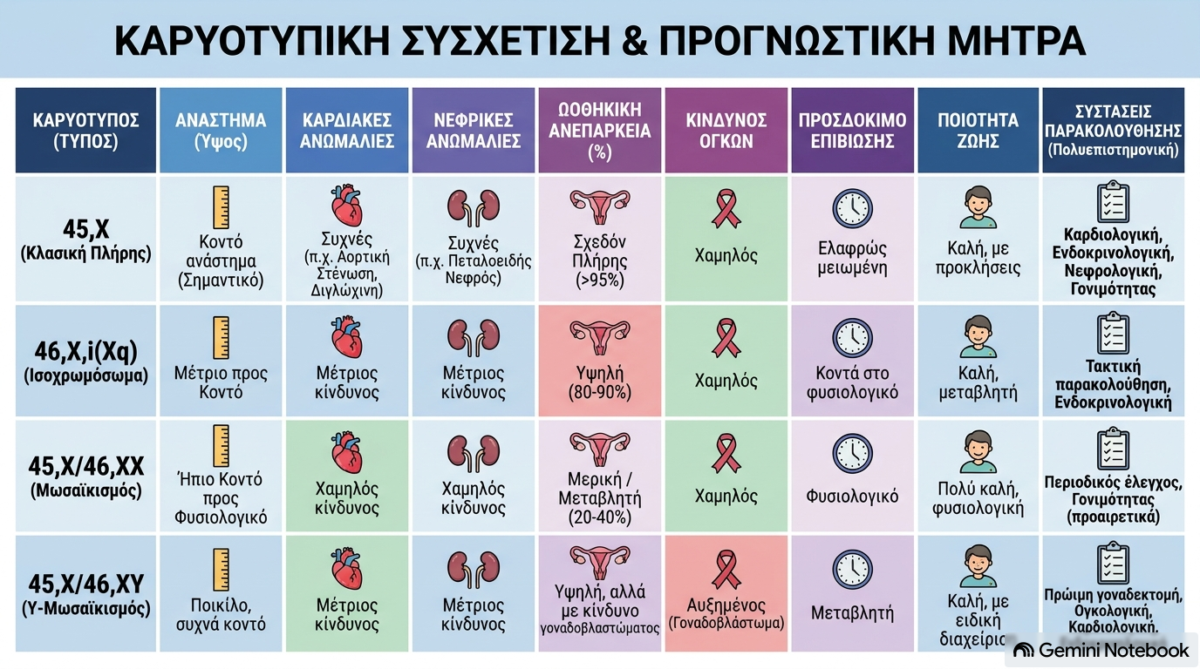 ΚΑΡΥΟΤΥΠΙΚΗ ΣΥΣΧΕΤΙΣΗ & ΠΡΟΓΝΩΣΤΙΚΗ ΜΗΤΡΑ
ΚΑΡΥΟΤΥΠΟΣ
(ΤΥΠΟΣ)
ΑΝΑΣΤΗΜΑ
(Ύψος)
ΚΑΡΔΙΑΚΕΣ
ΑΝΩΜΑΛΙΕΣ
ΝΕΦΡΙΚΕΣ
ΑΝΩΜΑΛΙΕΣ
ΩΟΘΗΚΙΚΗ
ΑΝΕΠΑΡΚΕΙΑ
(%)
ΚΙΝΔΥΝΟΣ
ΟΓΚΩΝ
ΠΡΟΣΔΟΚΙΜΟ
ΕΠΙΒΙΩΣΗΣ
ΠΟΙΟΤΗΤΑ
ΖΩΗΣ
ΣΥΣΤΑΣΕΙΣ
ΠΑΡΑΚΟΛΟΥΘΗΣΗΣ
(Πολυεπιστημονική)
45,X
(Κλασική Πλήρης)
Κοντό
ανάστημα
(Σημαντικό)
Συχνές
(π.χ. Αορτική
Στένωση,
Διγλώχινη)
Συχνές
(π.χ. Πεταλοειδής
Νεφρός)
Σχεδόν
Πλήρης
(>95%)
Χαμηλός
Ελαφρώς
μειωμένη
Καλή, με
προκλήσεις
Καρδιολογική,
Ενδοκρινολογική,
Νεφρολογική,
Γονιμότητας
46,X,i(Xq)
(Ισοχρωμόσωμα)
Μέτριο προς
Κοντό
Μέτριος
κίνδυνος
Μέτριος
κίνδυνος
Υψηλή
(80-90%)
Χαμηλός
Κοντά στο
φυσιολογικό
Καλή,
μεταβλητή
Τακτική
παρακολούθηση,
Ενδοκρινολογική
45,X/46,XX
(Μωσαϊκισμός)
Ήπιο Κοντό
προς
Φυσιολογικό
Χαμηλός
κίνδυνος
Χαμηλός
κίνδυνος
Μερική /
Μεταβλητή
(20-40%)
Χαμηλός
Φυσιολογικό
Πολύ καλή,
φυσιολογική
Περιοδικός έλεγχος,
Γονιμότητας
(προαιρετικά)
45,X/46,XY
(Υ-Μωσαϊκισμός)
Ποικίλο,
συχνά κοντό
Μέτριος
κίνδυνος
Μέτριος
κίνδυνος
Υψηλή, αλλά
με κίνδυνο
γοναδοβλαστώματος
Αυξημένος
(Γοναδοβλάστωμα)
Μεταβλητή
Καλή, με
ειδική
Πρώιμη γοναδεκτομή,
Ογκολογική,
Καρδιολογική.
Gemini Notebook